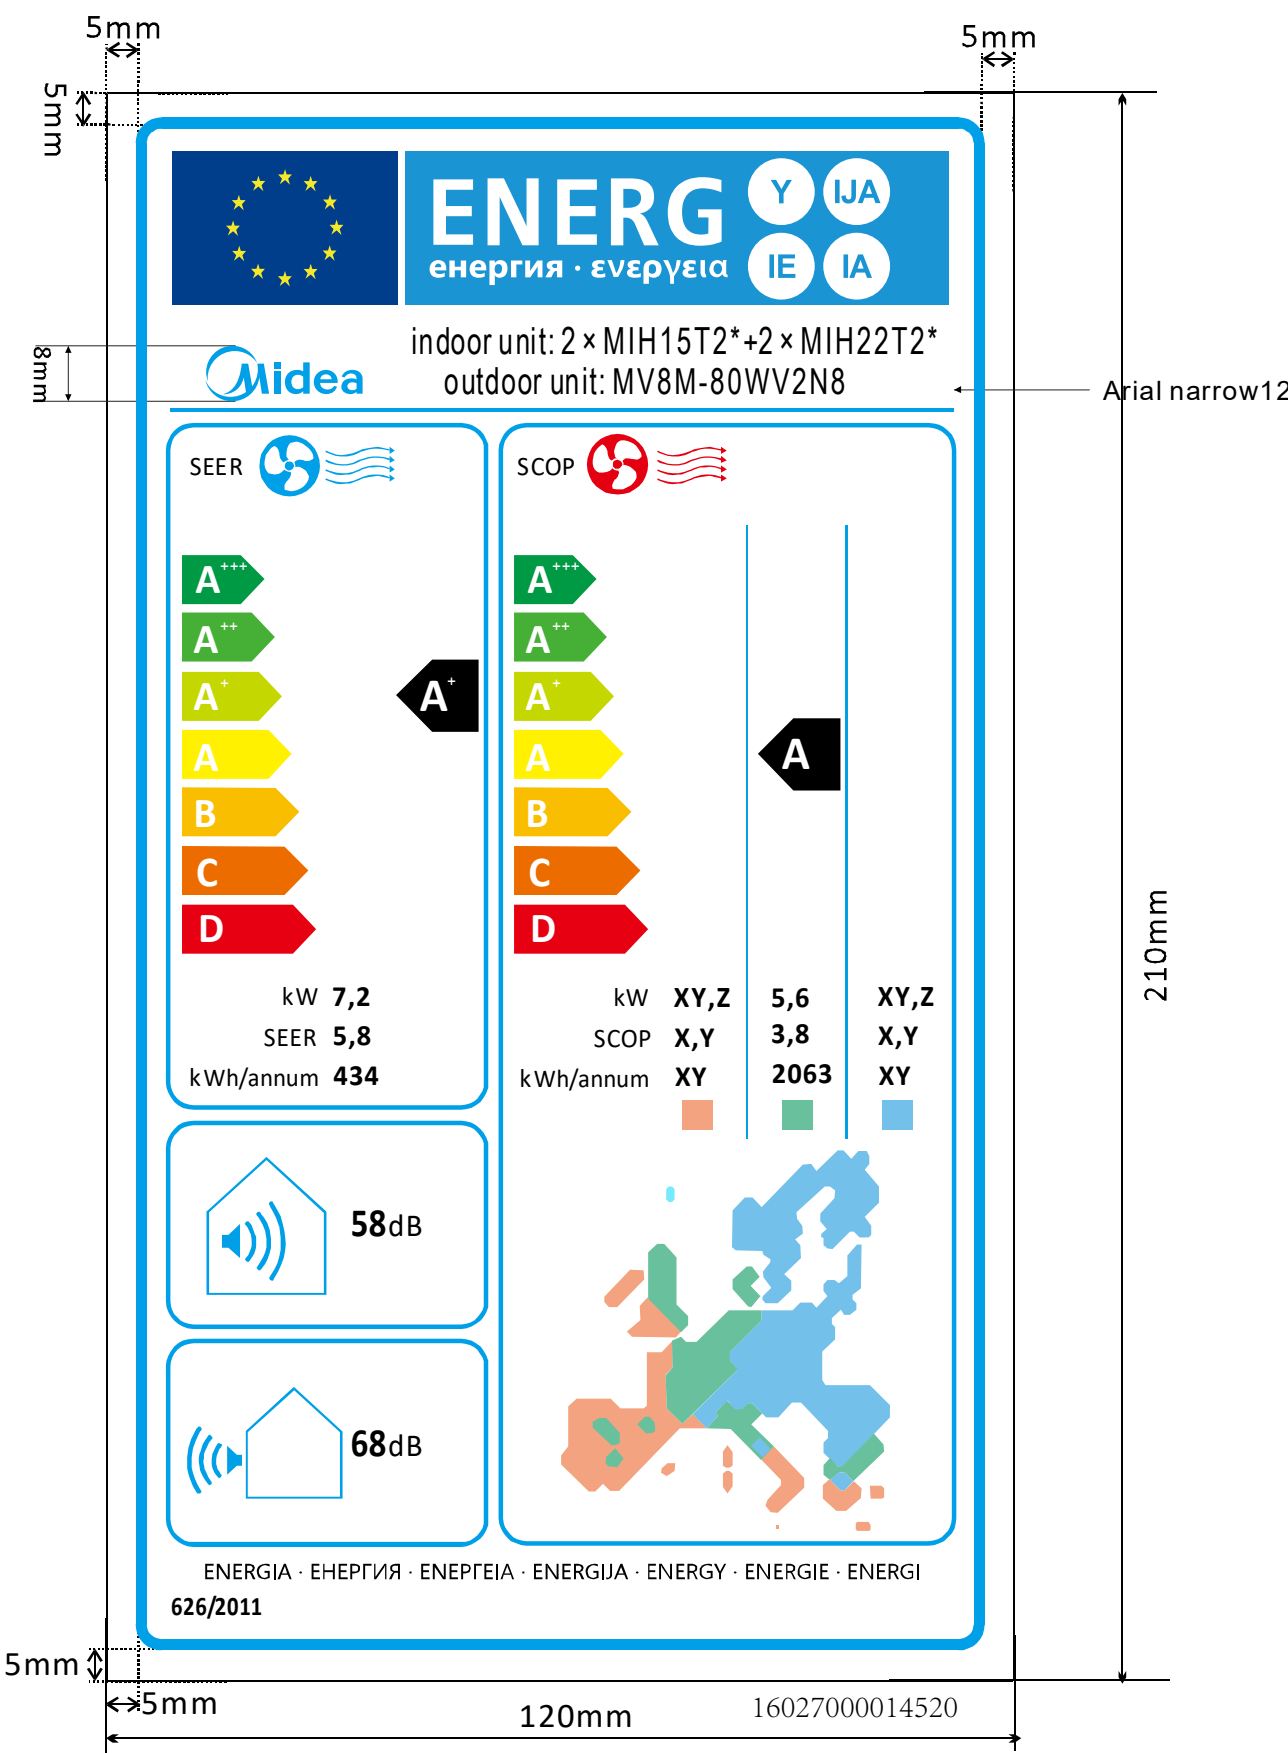 5mm
5mm
5mm
ENERG
Y
IJA
IE
IA
енергия · ενεργεια
8mm
Midea
indoor unit: 2×MIH15T2*+2×MIH22T2*
outdoor unit: MV8M-80WV2N8
Arial narrow12
SEER
A+++
A++
A+
A
B
C
D
A+
kW 7,2
SEER 5,8
kWh/annum 434
SCOP
A+++
A++
A+
A
B
C
D
A
kW XY,Z 5,6 XY,Z
SCOP X,Y 3,8 X,Y
kWh/annum XY 2063 XY
58dB
68dB
210mm
ENERGIA · ЕНЕРГИЯ · ΕΝΕΡΓΕΙΑ · ENERGIJA · ENERGY · ENERGIE · ENERGI
626/2011
5mm
5mm
120mm
16027000014520